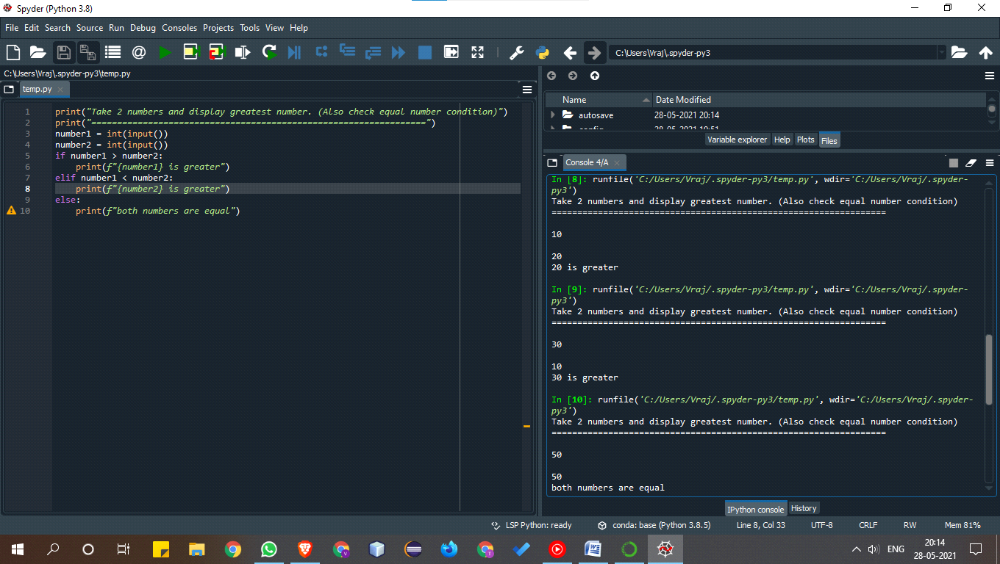 Spyder (Python 3.8)
File Edit Search Source Run Debug Consoles Projects Tools View Help
C:\Users\Vraj\.spyder-py3
C:\Users\Vraj\.spyder-py3\temp.py
temp.py
1 print("Take 2 numbers and display greatest number. (Also check equal number condition)")
2 print("=================================================================")
3 number1 = int(input())
4 number2 = int(input())
5 if number1 > number2:
6 print(f"{number1} is greater")
7 elif number1 < number2:
8 print(f"{number2} is greater")
9 else:
10 print(f"both numbers are equal")
Name Date Modified
autosave 28-05-2021 20:14
Variable explorer Help Plots Files
Console 4/A
In [8]: runfile('C:/Users/Vraj/.spyder-py3/temp.py', wdir='C:/Users/Vraj/.spyder-
py3')
Take 2 numbers and display greatest number. (Also check equal number condition)
=================================================================
10
20
20 is greater
In [9]: runfile('C:/Users/Vraj/.spyder-py3/temp.py', wdir='C:/Users/Vraj/.spyder-
py3')
Take 2 numbers and display greatest number. (Also check equal number condition)
=================================================================
30
10
30 is greater
In [10]: runfile('C:/Users/Vraj/.spyder-py3/temp.py', wdir='C:/Users/Vraj/.spyder-
py3')
Take 2 numbers and display greatest number. (Also check equal number condition)
=================================================================
50
50
both numbers are equal
IPython console History
LSP Python: ready conda: base (Python 3.8.5) Line 8, Col 33 UTF-8 CRLF RW Mem 81%
ENG
20:14
28-05-2021